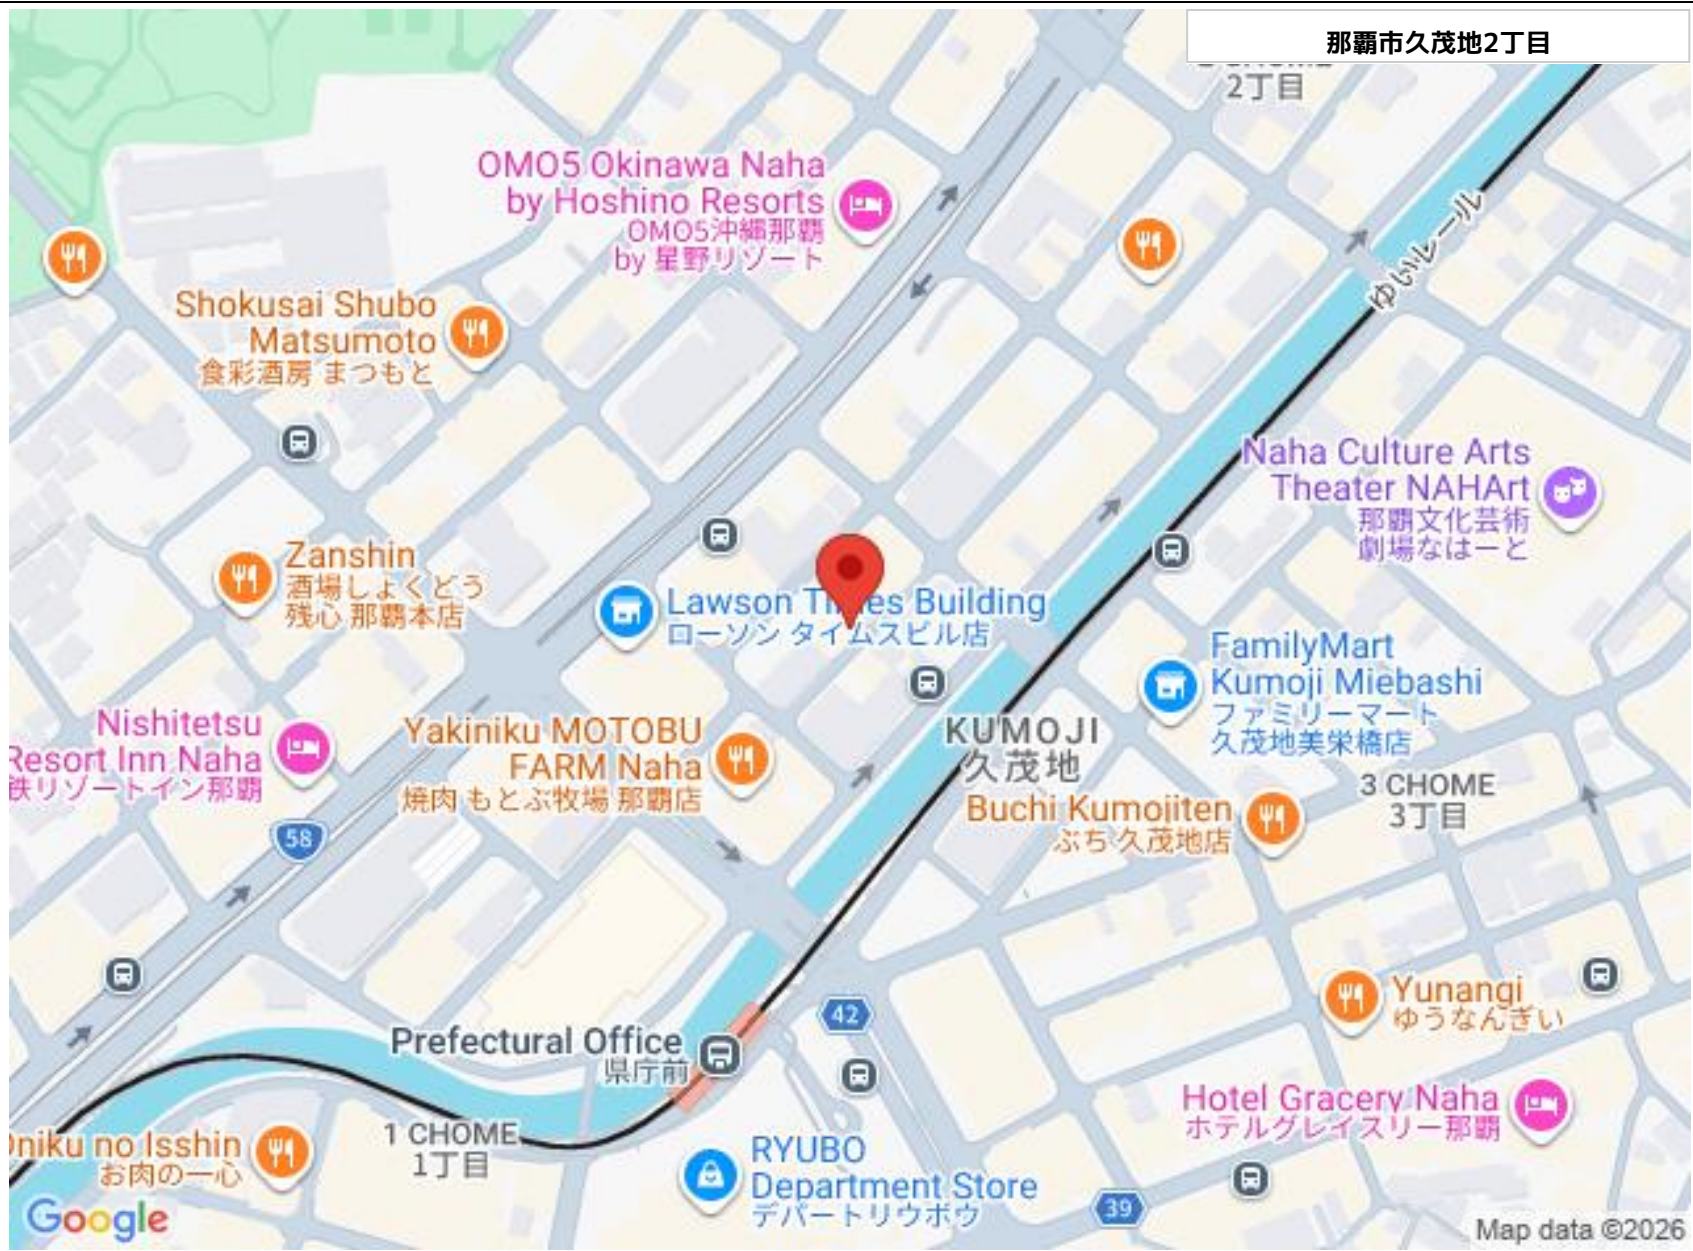 那覇市久茂地2丁目
2丁目
OMO5 Okinawa Naha
by Hoshino Resorts
OMO5沖縄那覇
by 星野リゾート
ゆいレール
Shokusai Shubo
Matsumoto
食彩酒房 まつもと
Naha Culture Arts
Theater NAHArt
那覇文化芸術
劇場なはーと
Zanshin
酒場しょくどう
残心 那覇本店
Lawson Times Building
ローソン タイムスビル店
FamilyMart
Kumoji Miebashi
ファミリーマート
久茂地美栄橋店
Nishitetsu
Resort Inn Naha
鉄リゾートイン那覇
Yakiniku MOTOBU
FARM Naha
焼肉 もとぶ牧場 那覇店
KUMOJI
久茂地
3 CHOME
3丁目
Buchi Kumojiten
ぶち 久茂地店
58
Yunangi
ゆうなんぎい
42
Prefectural Office
県庁前
Hotel Gracery Naha
ホテルグレイスリー那覇
1 CHOME
1丁目
Oniku no Isshin
お肉の一心
RYUBO
Department Store
デパートリウボウ
39
Google
Map data ©2026